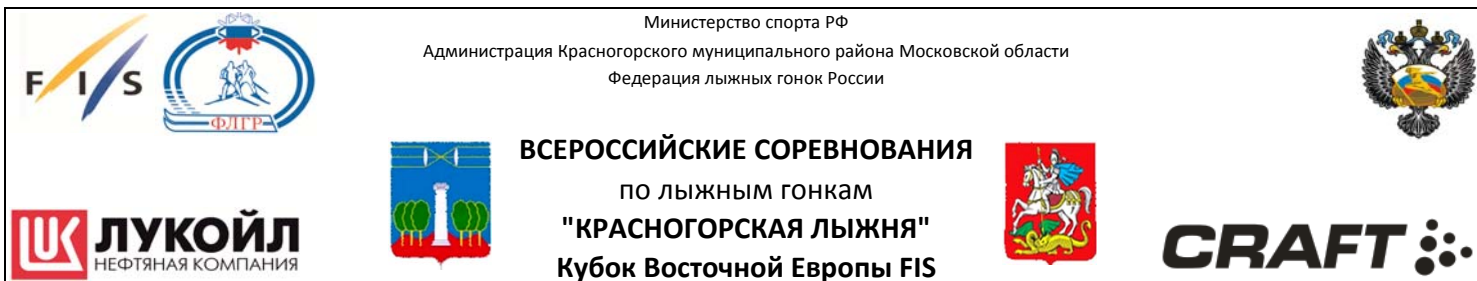 Министерство спорта РФ
Администрация Красногорского муниципального района Московской области
Федерация лыжных гонок России
F I S
ФЛГР
ВСЕРОССИЙСКИЕ СОРЕВНОВАНИЯ
по лыжным гонкам
"КРАСНОГОРСКАЯ ЛЫЖНЯ"
Кубок Восточной Европы FIS
ЛУКОЙЛ
НЕФТЯНАЯ КОМПАНИЯ
CRAFT